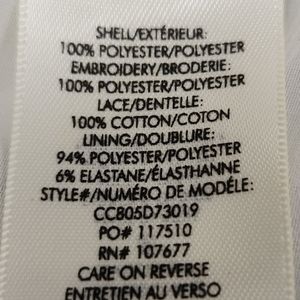 SHELL/EXTÉRIEUR:
100% POLYESTER/POLYESTER
EMBROIDERY/BRODERIE:
100% POLYESTER/POLYESTER
LACE/DENTELLE:
100% COTTON/COTON
LINING/DOUBLURE:
94% POLYESTER/POLYESTER
6% ELASTANE/ÉLASTHANNE
STYLE#/NUMÉRO DE MODÉLE:
CC805D73019
PO# 117510
RN# 107677
CARE ON REVERSE
ENTRETIEN AU VERSO